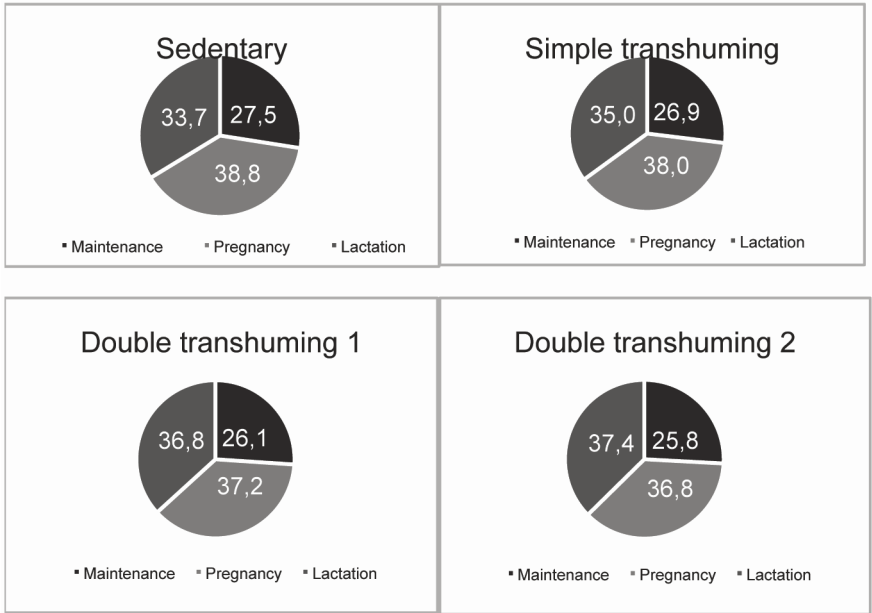 Sedentary
33,7 27,5
38,8
Maintenance Pregnancy Lactation
Simple transhuming
35,0 26,9
38,0
Maintenance Pregnancy Lactation
Double transhuming 1
36,8 26,1
37,2
Maintenance Pregnancy Lactation
Double transhuming 2
37,4 25,8
36,8
Maintenance Pregnancy Lactation